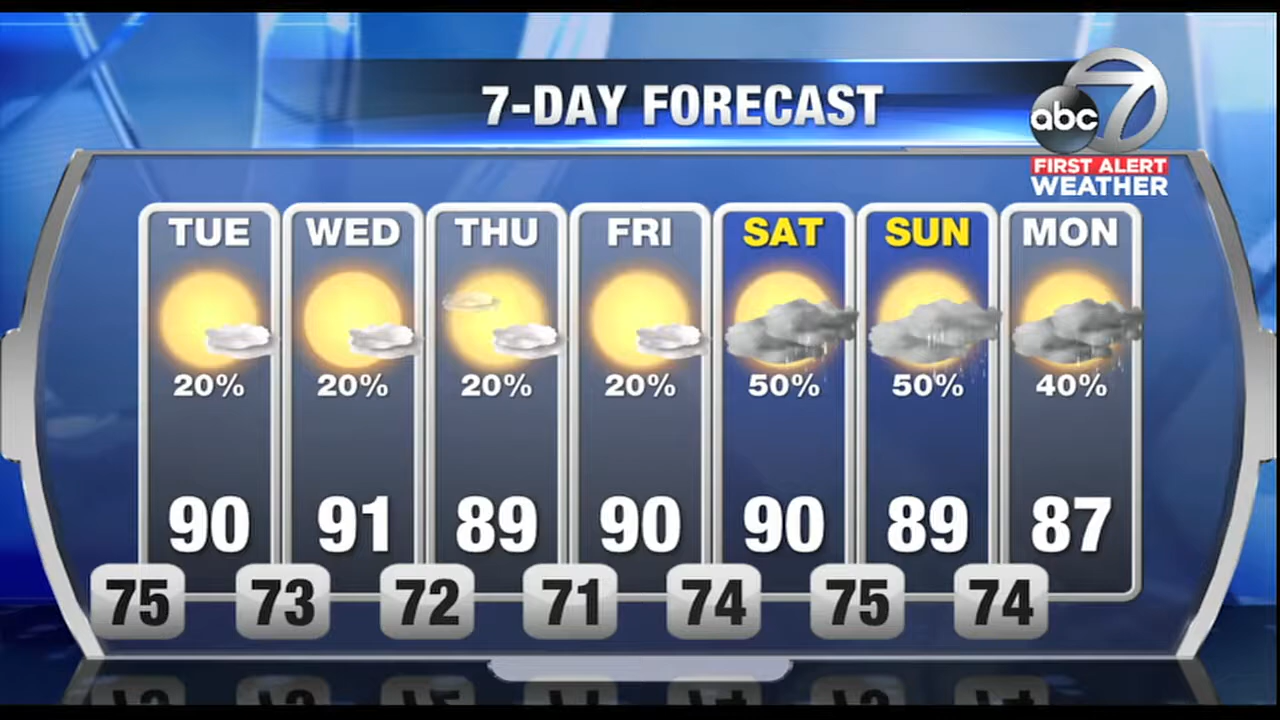 7-DAY FORECAST
abc 7
FIRST ALERT
WEATHER
TUE WED THU FRI SAT SUN MON
20% 20% 20% 20% 50% 50% 40%
90 91 89 90 90 89 87
75 73 72 71 74 75 74